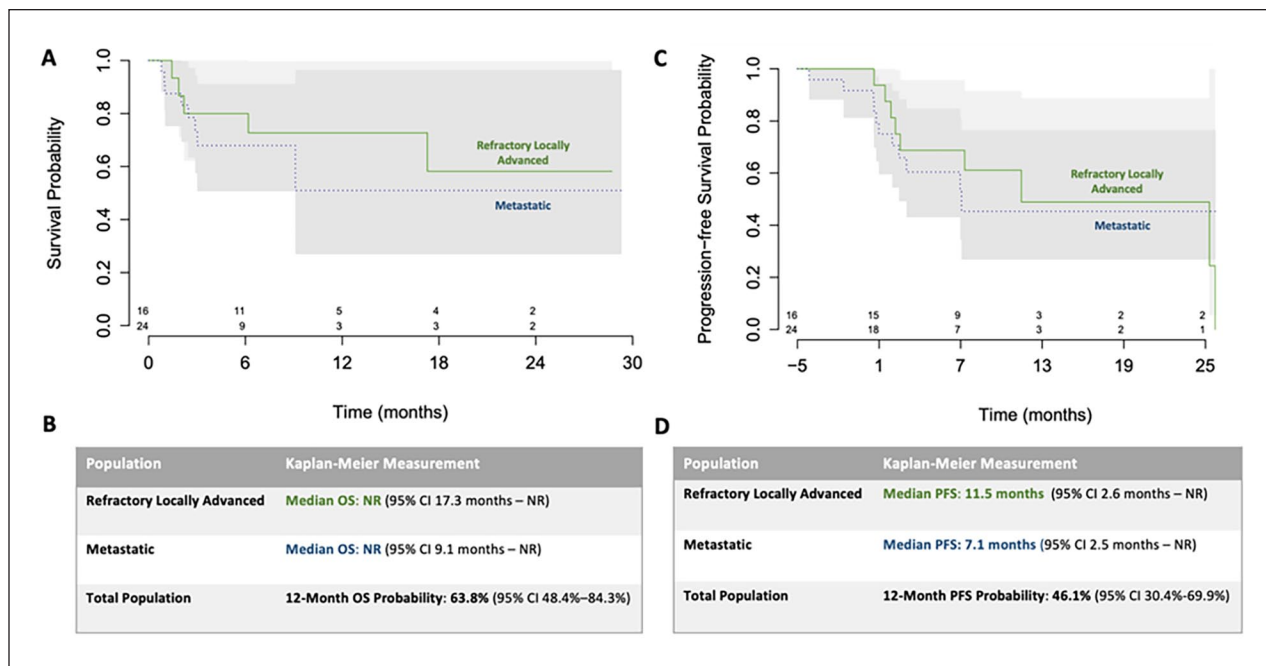 A
Survival Probability
1.0
0.8
0.6
0.4
0.2
0.0
Refractory Locally
Advanced
Metastatic
16 11 5 4 2
24 9 3 3 2
0 6 12 18 24 30
Time (months)
B
Population Kaplan-Meier Measurement
Refractory Locally Advanced Median OS: NR (95% CI 17.3 months – NR)
Metastatic Median OS: NR (95% CI 9.1 months – NR)
Total Population 12-Month OS Probability: 63.8% (95% CI 48.4%–84.3%)
C
Progression-free Survival Probability
1.0
0.8
0.6
0.4
0.2
0.0
Refractory Locally
Advanced
Metastatic
16 15 9 3 2 2
24 18 7 3 2 1
−5 1 7 13 19 25
Time (months)
D
Population Kaplan-Meier Measurement
Refractory Locally Advanced Median PFS: 11.5 months (95% CI 2.6 months – NR)
Metastatic Median PFS: 7.1 months (95% CI 2.5 months – NR)
Total Population 12-Month PFS Probability: 46.1% (95% CI 30.4%-69.9%)